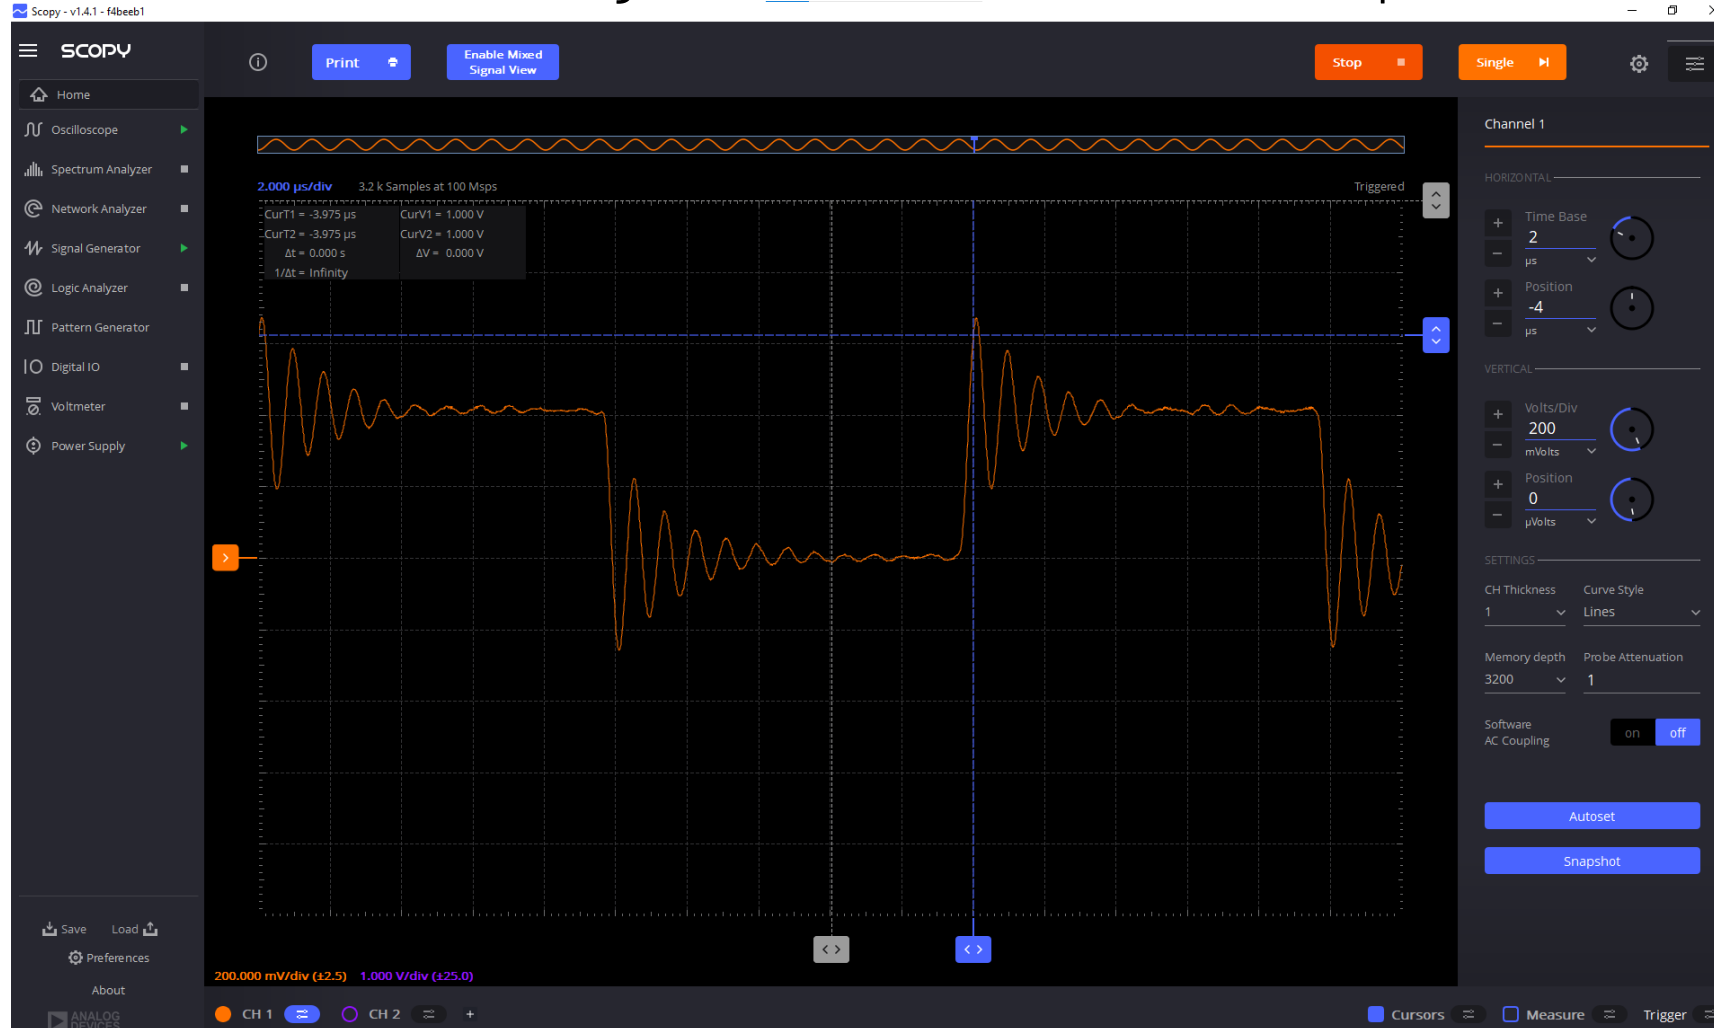 Scopy - v1.4.1 - f4beeb1
SCOPY
Print
Enable Mixed
Signal View
Stop
Single
Home
Oscilloscope
Spectrum Analyzer
Network Analyzer
Signal Generator
Logic Analyzer
Pattern Generator
Digital IO
Voltmeter
Power Supply
Save Load
Preferences
About
ANALOG
DEVICES
2.000 µs/div 3.2 k Samples at 100 Msps Triggered
CurT1 = -3.975 µs CurV1 = 1.000 V
CurT2 = -3.975 µs CurV2 = 1.000 V
Δt = 0.000 s ΔV = 0.000 V
1/Δt = Infinity
200.000 mV/div (±2.5) 1.000 V/div (±25.0)
CH 1 CH 2 +
Channel 1
HORIZONTAL
Time Base
+ 2
- µs
Position
+ -4
- µs
VERTICAL
Volts/Div
+ 200
- mVolts
Position
+ 0
- µVolts
SETTINGS
CH Thickness Curve Style
1 Lines
Memory depth Probe Attenuation
3200 1
Software
AC Coupling on off
Autoset
Snapshot
Cursors Measure Trigger